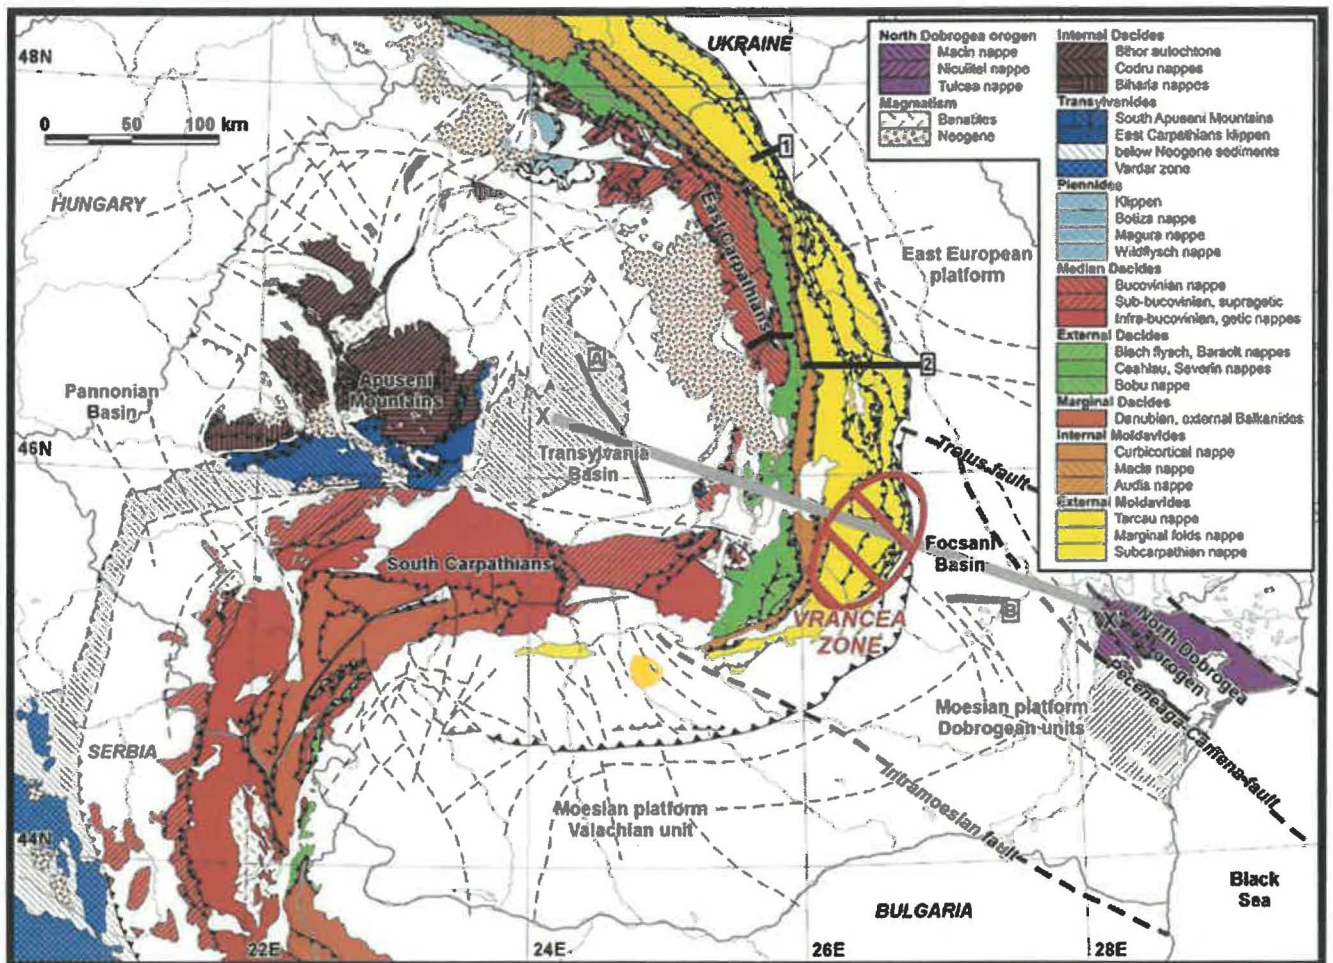 48N
0 50 100 km
UKRAINE
1
HUNGARY
East Carpathians
East European
platform
A
2
Pannonian
Basin
Apuseni
Mountains
X
46N
Transylvania
Basin
Trotus fault
Focsani
Basin
South Carpathians
B
VRANCEA
ZONE
X'
North Dobrogea
orogen
Peceneaga Camena fault
Moesian platform
Dobrogean units
SERBIA
Intramoesian fault
Moesian platform
Valachian unit
44N
Black
Sea
BULGARIA
22E
24E
26E
28E
North Dobrogea orogen
Macin nappe
Niculitel nappe
Tulcea nappe
Magmatism
Banatites
Neogene
Internal Dacides
Bihor autochtone
Codru nappes
Biharia nappes
Transylvanides
South Apuseni Mountains
East Carpathians klippen
below Neogene sediments
Vardar zone
Piennides
Klippen
Botiza nappe
Magura nappe
Wildflysch nappe
Median Dacides
Bucovinian nappe
Sub-bucovinian, supragetic
Infra-bucovinian, getic nappes
External Dacides
Blach flysch, Baraolt nappes
Ceahlau, Severin nappes
Bobu nappe
Marginal Dacides
Danubian, external Balkanides
Internal Moldavides
Curbicortical nappe
Macla nappe
Audia nappe
External Moldavides
Tarcau nappe
Marginal folds nappe
Subcarpathian nappe